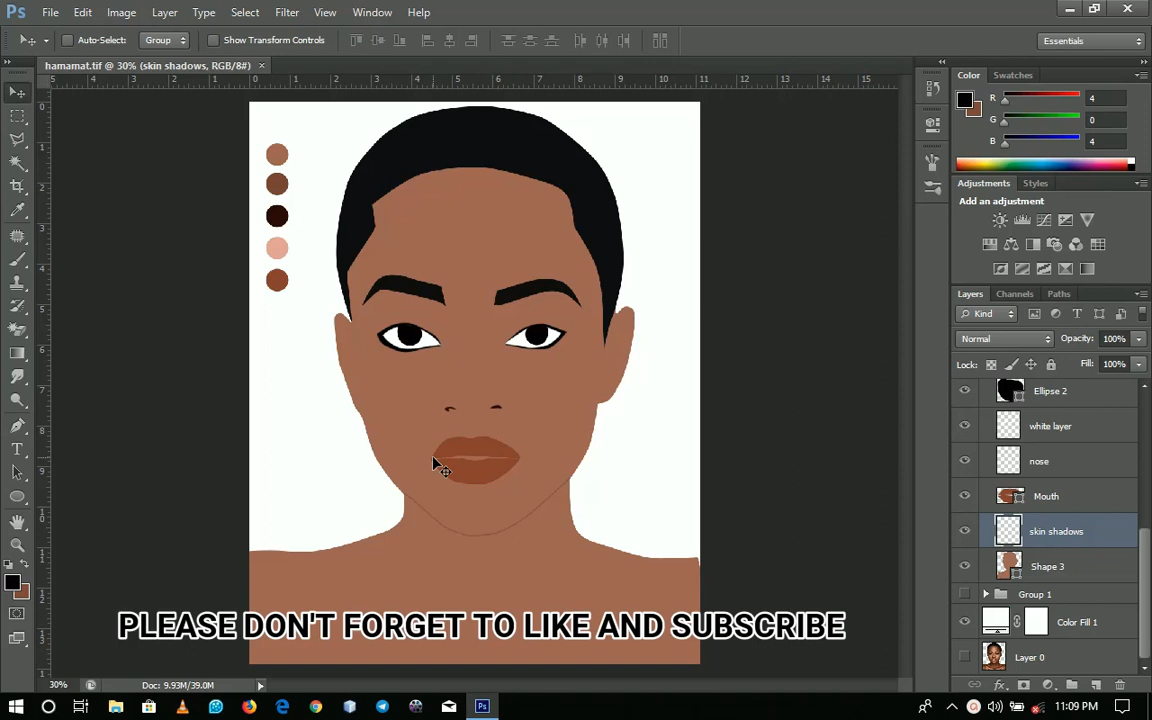 Ps File Edit Image Layer Type Select Filter View Window Help
Auto-Select: Group Show Transform Controls Essentials
hamamat.tif @ 30% (skin shadows, RGB/8#) ×
Color Swatches
R 4
G 0
B 4
Adjustments Styles
Add an adjustment
Layers Channels Paths
Kind
Normal Opacity: 100%
Lock: Fill: 100%
Ellipse 2
white layer
nose
Mouth
skin shadows
Shape 3
Group 1
Color Fill 1
Layer 0
PLEASE DON'T FORGET TO LIKE AND SUBSCRIBE
30% Doc: 9.93M/39.0M
11:09 PM